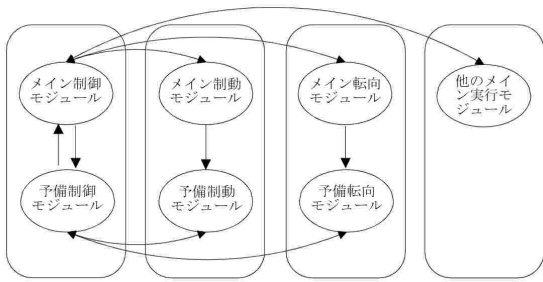 メイン制御
モジュール
メイン制動
モジュール
メイン転向
モジュール
他のメイ
ン実行モ
ジュール
予備制御
モジュール
予備制動
モジュール
予備転向
モジュール